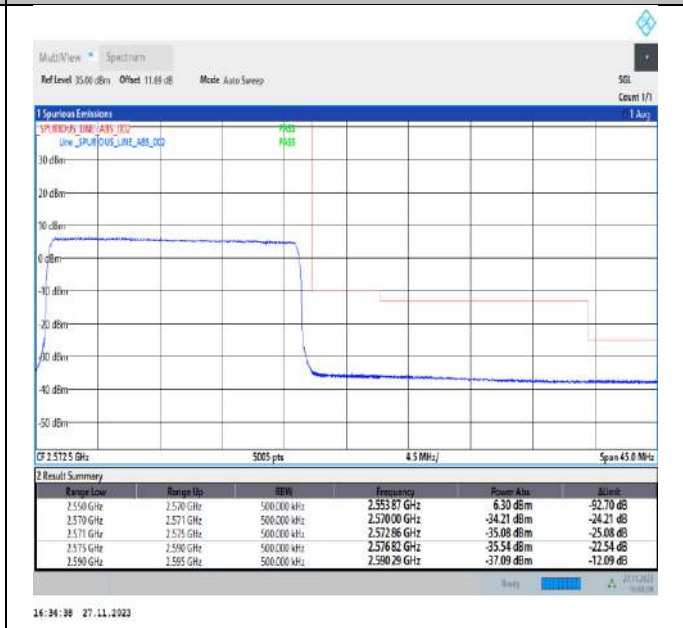 MultiView Spectrum
Ref Level 35.00 dBm Offset 11.69 dB Mode Auto Sweep SGL
Count 1/1
1 Spurious Emissions 1 Avg
_SPURIOUS_LINE_ABS_002 PASS
Line _SPURIOUS_LINE_ABS_002 PASS
30 dBm
20 dBm
10 dBm
0 dBm
-10 dBm
-20 dBm
-30 dBm
-40 dBm
-50 dBm
CF 2.5725 GHz 5005 pts 4.5 MHz/ Span 45.0 MHz
2 Result Summary
Range Low Range Up RBW Frequency Power Abs ΔLimit
2.550 GHz 2.570 GHz 500.000 kHz 2.553 87 GHz 6.30 dBm -92.70 dB
2.570 GHz 2.571 GHz 500.000 kHz 2.570 00 GHz -34.21 dBm -24.21 dB
2.571 GHz 2.575 GHz 500.000 kHz 2.572 86 GHz -35.08 dBm -25.08 dB
2.575 GHz 2.590 GHz 500.000 kHz 2.576 82 GHz -35.54 dBm -22.54 dB
2.590 GHz 2.595 GHz 500.000 kHz 2.590 29 GHz -37.09 dBm -12.09 dB
Ready 27.11.2023
16:34:38 27.11.2023